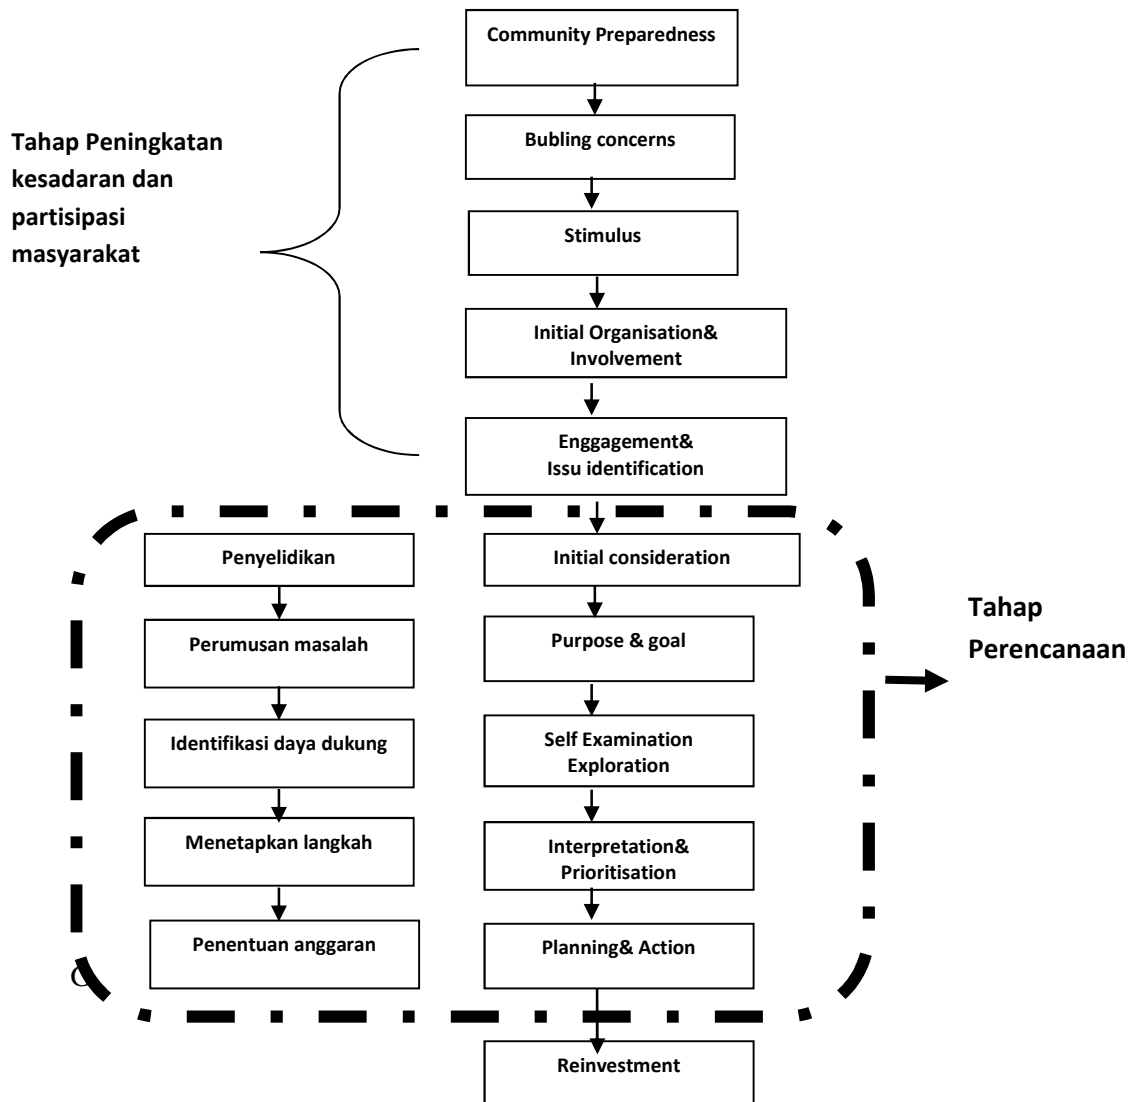 Community Preparedness
Tahap Peningkatan
kesadaran dan
partisipasi
masyarakat
Bubling concerns
Stimulus
Initial Organisation&
Involvement
Enggagement&
Issu identification
Penyelidikan
Perumusan masalah
Identifikasi daya dukung
Menetapkan langkah
Penentuan anggaran
Initial consideration
Purpose & goal
Self Examination
Exploration
Interpretation&
Prioritisation
Planning& Action
Tahap
Perencanaan
Reinvestment